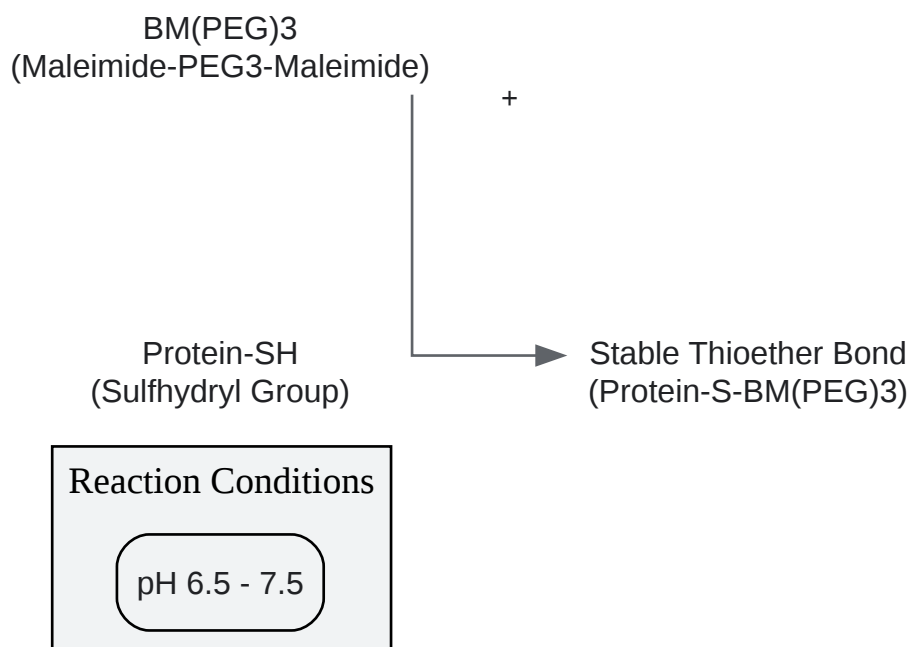 BM(PEG)3
(Maleimide-PEG3-Maleimide)
+
Protein-SH
(Sulfhydryl Group)
Stable Thioether Bond
(Protein-S-BM(PEG)3)
Reaction Conditions
pH 6.5 - 7.5